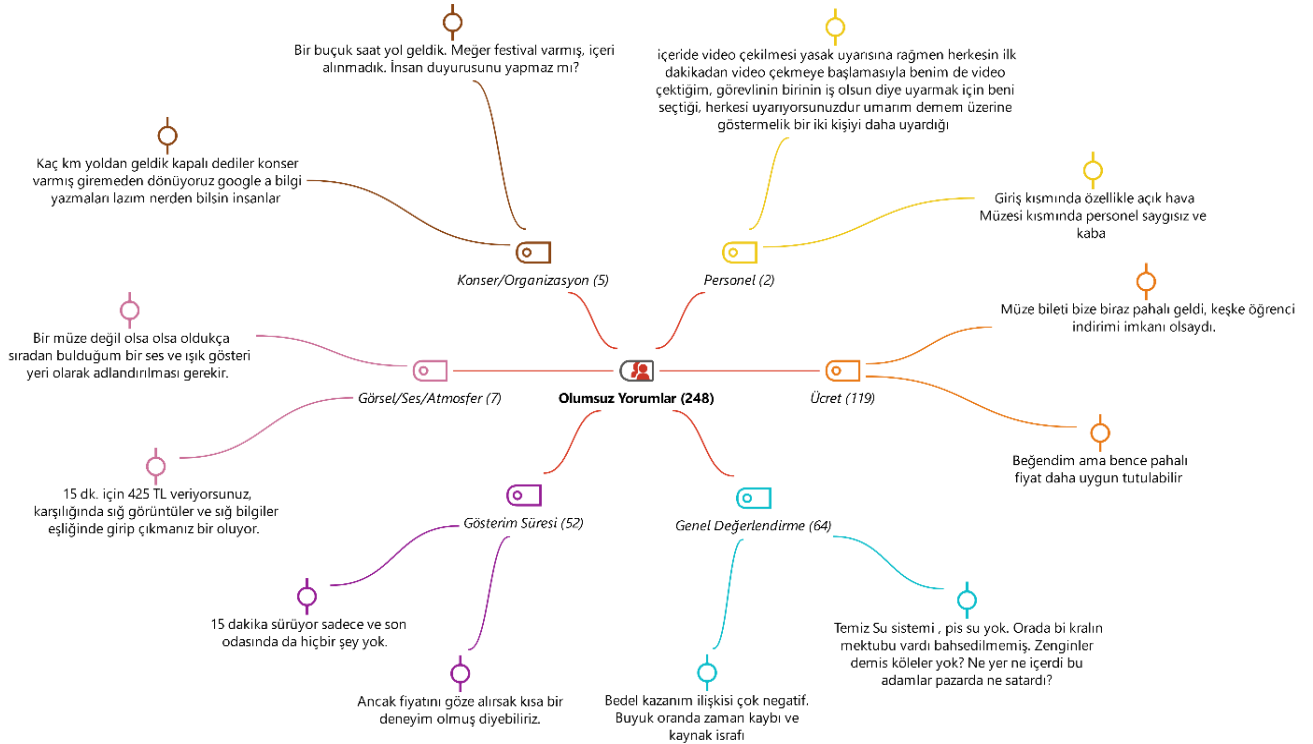 Bir buçuk saat yol geldik. Meğer festival varmış, içeri
alınmadık. İnsan duyurusunu yapmaz mı?
içeride video çekilmesi yasak uyarısına rağmen herkesin ilk
dakikadan video çekmeye başlamasıyla benim de video
çektiğim, görevlinin birinin iş olsun diye uyarmak için beni
seçtiği, herkesi uyarıyorsunuzdur umarım demem üzerine
göstermelik bir iki kişiyi daha uyardığı
Kaç km yoldan geldik kapalı dediler konser
varmış giremeden dönüyoruz google a bilgi
yazmaları lazım nerden bilsin insanlar
Giriş kısmında özellikle açık hava
Müzesi kısmında personel saygısız ve
kaba
Konser/Organizasyon (5)
Personel (2)
Bir müze değil olsa olsa oldukça
sıradan bulduğum bir ses ve ışık gösteri
yeri olarak adlandırılması gerekir.
Müze bileti bize biraz pahalı geldi, keşke öğrenci
indirimi imkanı olsaydı.
Görsel/Ses/Atmosfer (7)
Olumsuz Yorumlar (248)
Ücret (119)
15 dk. için 425 TL veriyorsunuz,
karşılığında sığ görüntüler ve sığ bilgiler
eşliğinde girip çıkmanız bir oluyor.
Beğendim ama bence pahalı
fiyat daha uygun tutulabilir
Gösterim Süresi (52)
Genel Değerlendirme (64)
15 dakika sürüyor sadece ve son
odasında da hiçbir şey yok.
Temiz Su sistemi , pis su yok. Orada bi kralın
mektubu vardı bahsedilmemiş. Zenginler
demis köleler yok? Ne yer ne içerdi bu
adamlar pazarda ne satardı?
Ancak fiyatını göze alırsak kısa bir
deneyim olmuş diyebiliriz.
Bedel kazanım ilişkisi çok negatif.
Buyuk oranda zaman kaybı ve
kaynak israfı